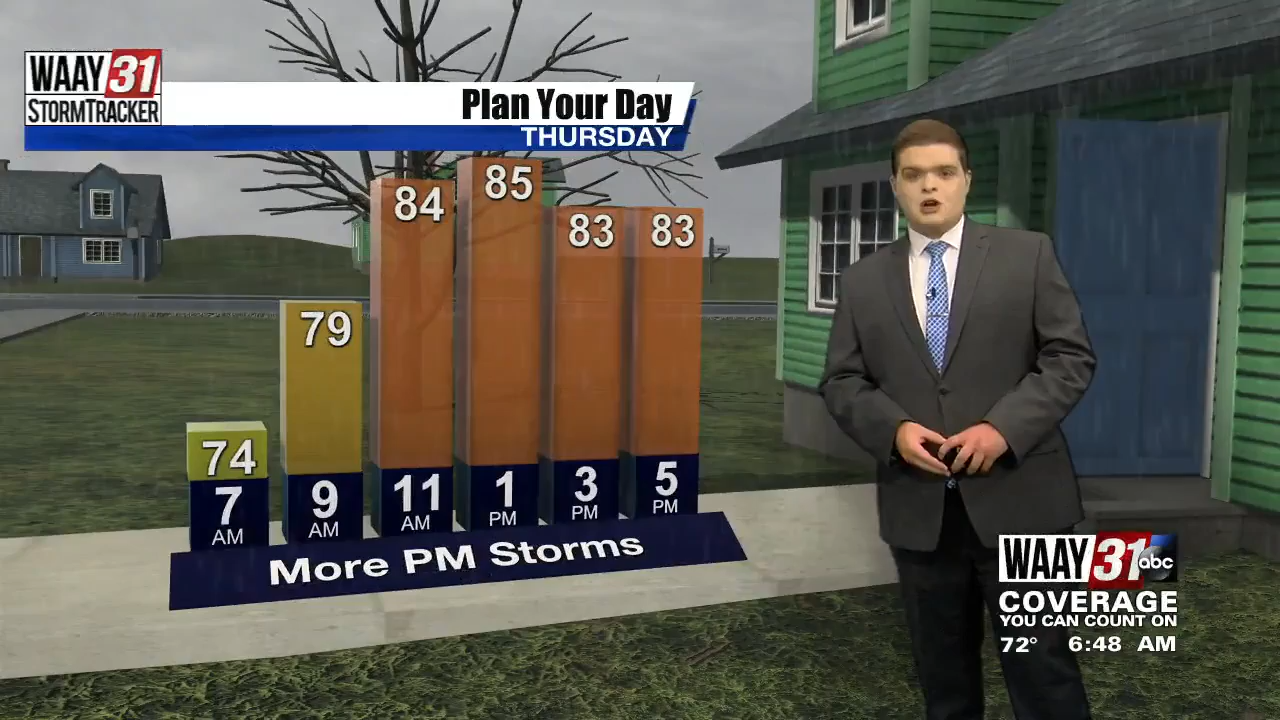 WAAY 31
STORMTRACKER
Plan Your Day
THURSDAY
74
79
84
85
83
83
7
AM
9
AM
11
AM
1
PM
3
PM
5
PM
More PM Storms
WAAY 31 abc
COVERAGE
YOU CAN COUNT ON
72° 6:48 AM